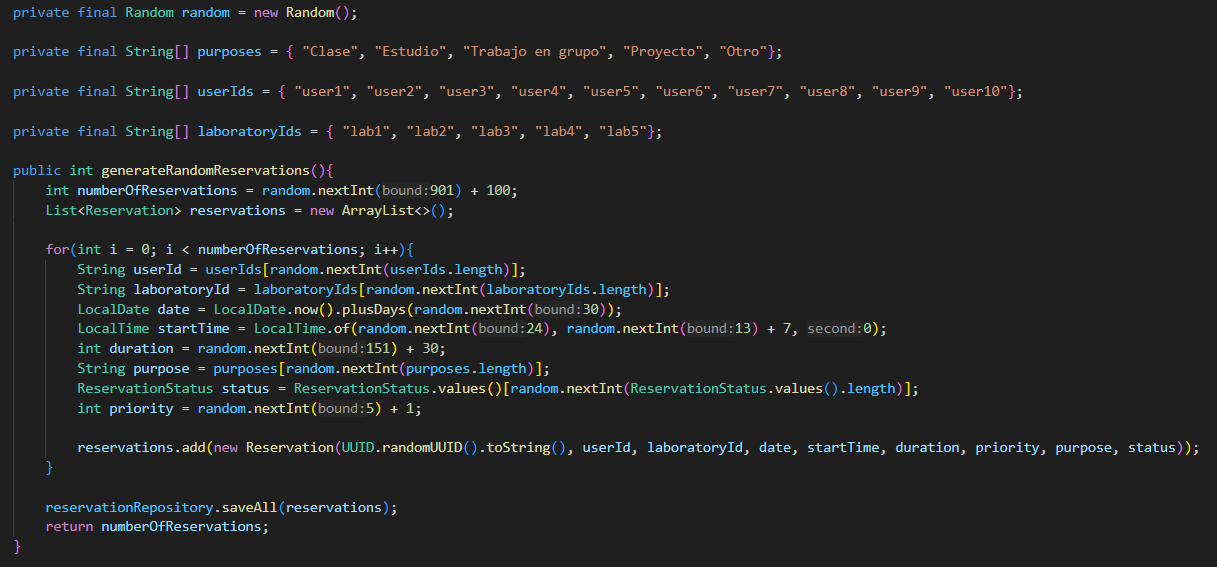 private final Random random = new Random();
private final String[] purposes = { "Clase", "Estudio", "Trabajo en grupo", "Proyecto", "Otro"};
private final String[] userIds = { "user1", "user2", "user3", "user4", "user5", "user6", "user7", "user8", "user9", "user10"};
private final String[] laboratoryIds = { "lab1", "lab2", "lab3", "lab4", "lab5"};
public int generateRandomReservations(){
    int numberOfReservations = random.nextInt(bound:901) + 100;
    List<Reservation> reservations = new ArrayList<>();
    for(int i = 0; i < numberOfReservations; i++){
        String userId = userIds[random.nextInt(userIds.length)];
        String laboratoryId = laboratoryIds[random.nextInt(laboratoryIds.length)];
        LocalDate date = LocalDate.now().plusDays(random.nextInt(bound:30));
        LocalTime startTime = LocalTime.of(random.nextInt(bound:24), random.nextInt(bound:13) + 7, second:0);
        int duration = random.nextInt(bound:151) + 30;
        String purpose = purposes[random.nextInt(purposes.length)];
        ReservationStatus status = ReservationStatus.values()[random.nextInt(ReservationStatus.values().length)];
        int priority = random.nextInt(bound:5) + 1;
        reservations.add(new Reservation(UUID.randomUUID().toString(), userId, laboratoryId, date, startTime, duration, priority, purpose, status));
    }
    reservationRepository.saveAll(reservations);
    return numberOfReservations;
}